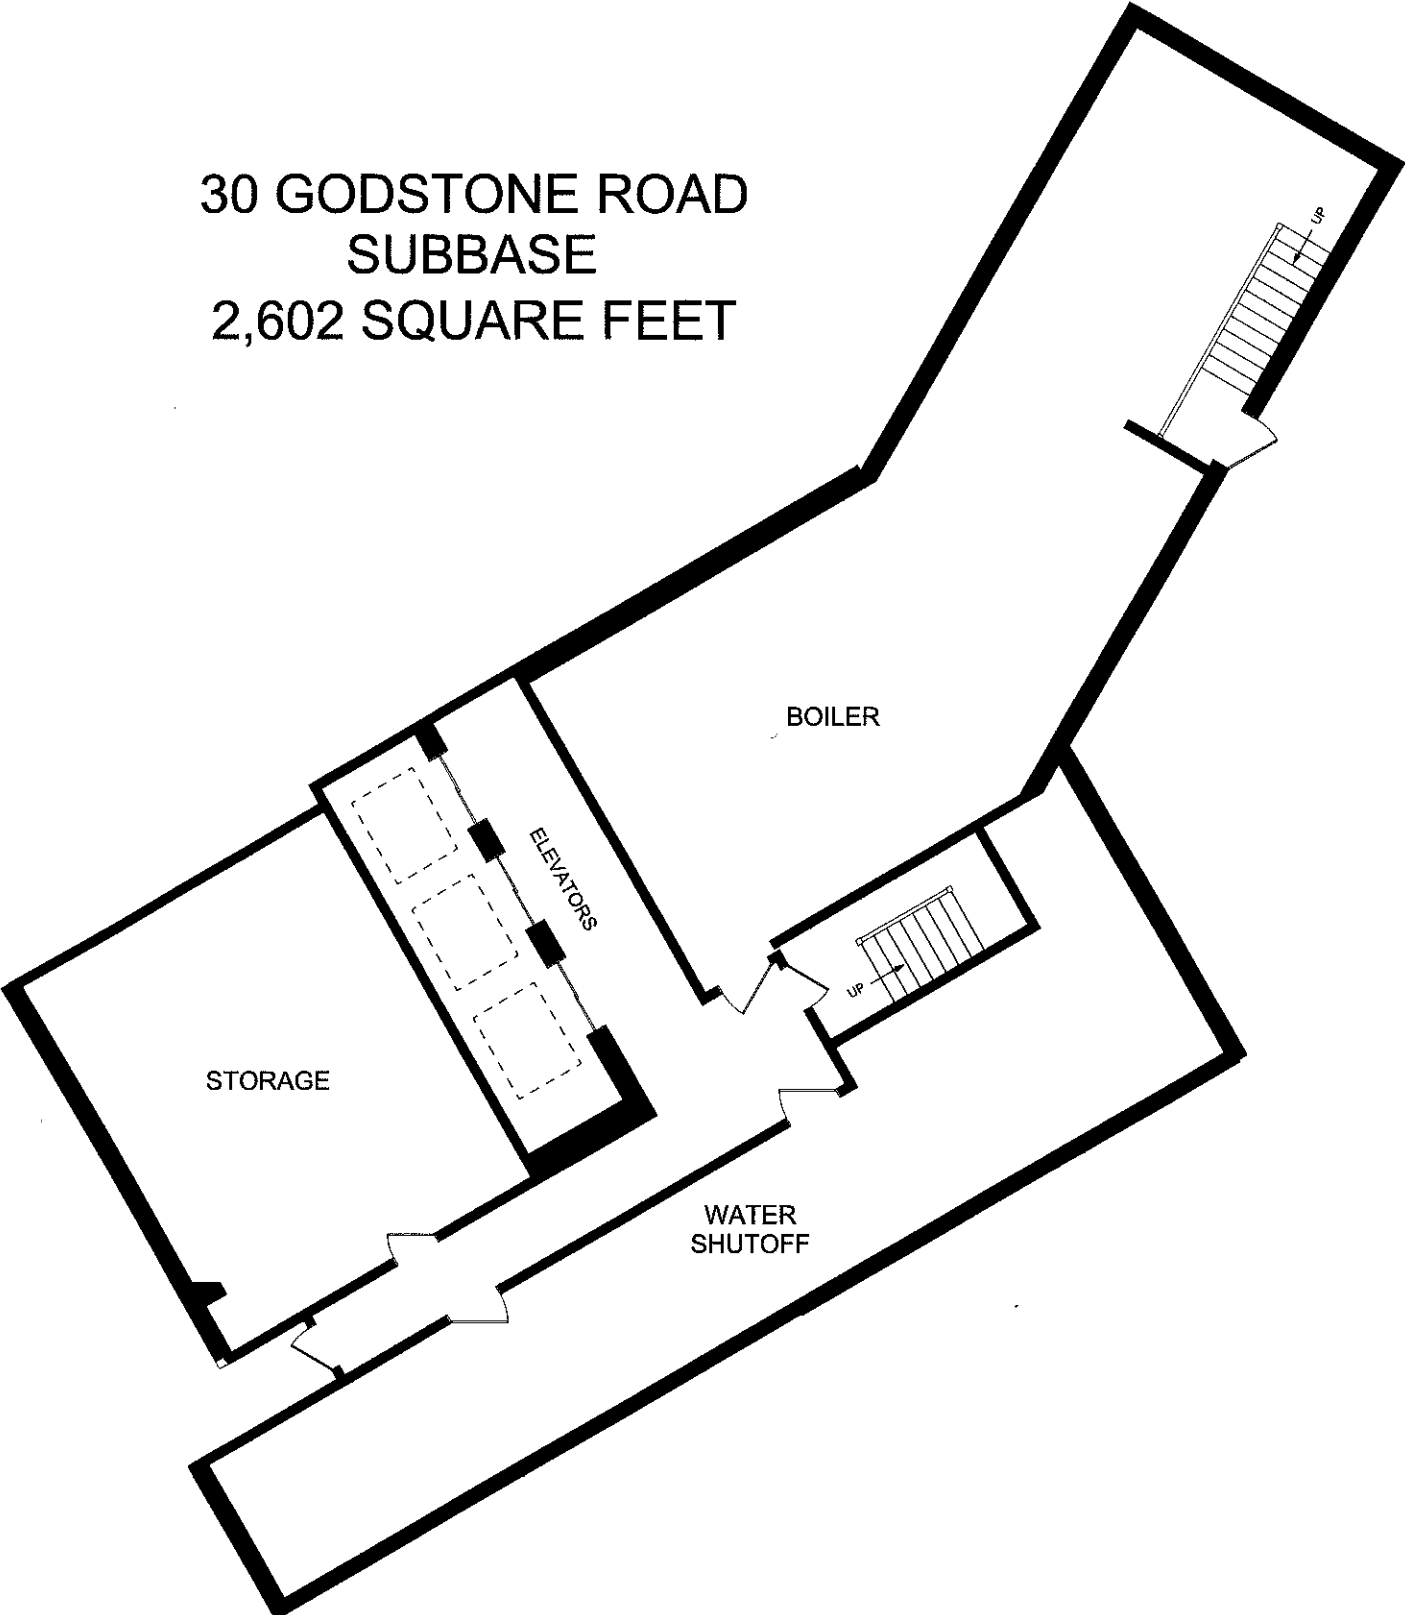 30 GODSTONE ROAD
SUBBASE
2,602 SQUARE FEET
UP
BOILER
ELEVATORS
UP
STORAGE
WATER
SHUTOFF